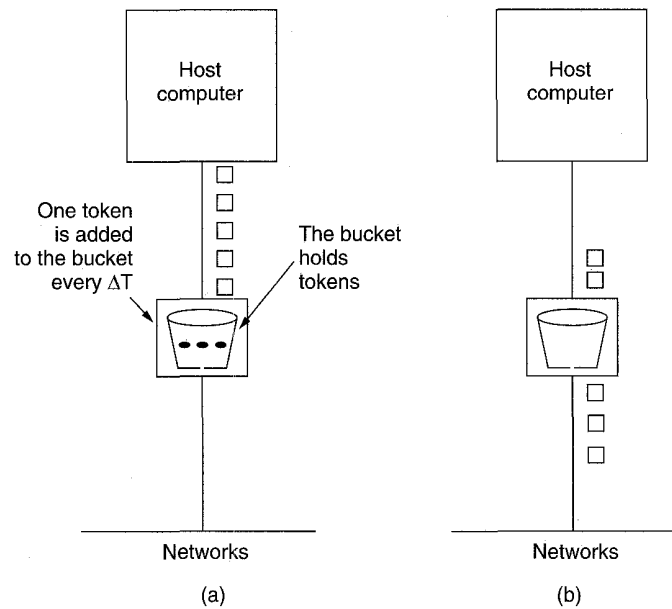 Host
computer
One token
is added
to the bucket
every ΔT
The bucket
holds
tokens
Networks
(a)
Host
computer
Networks
(b)